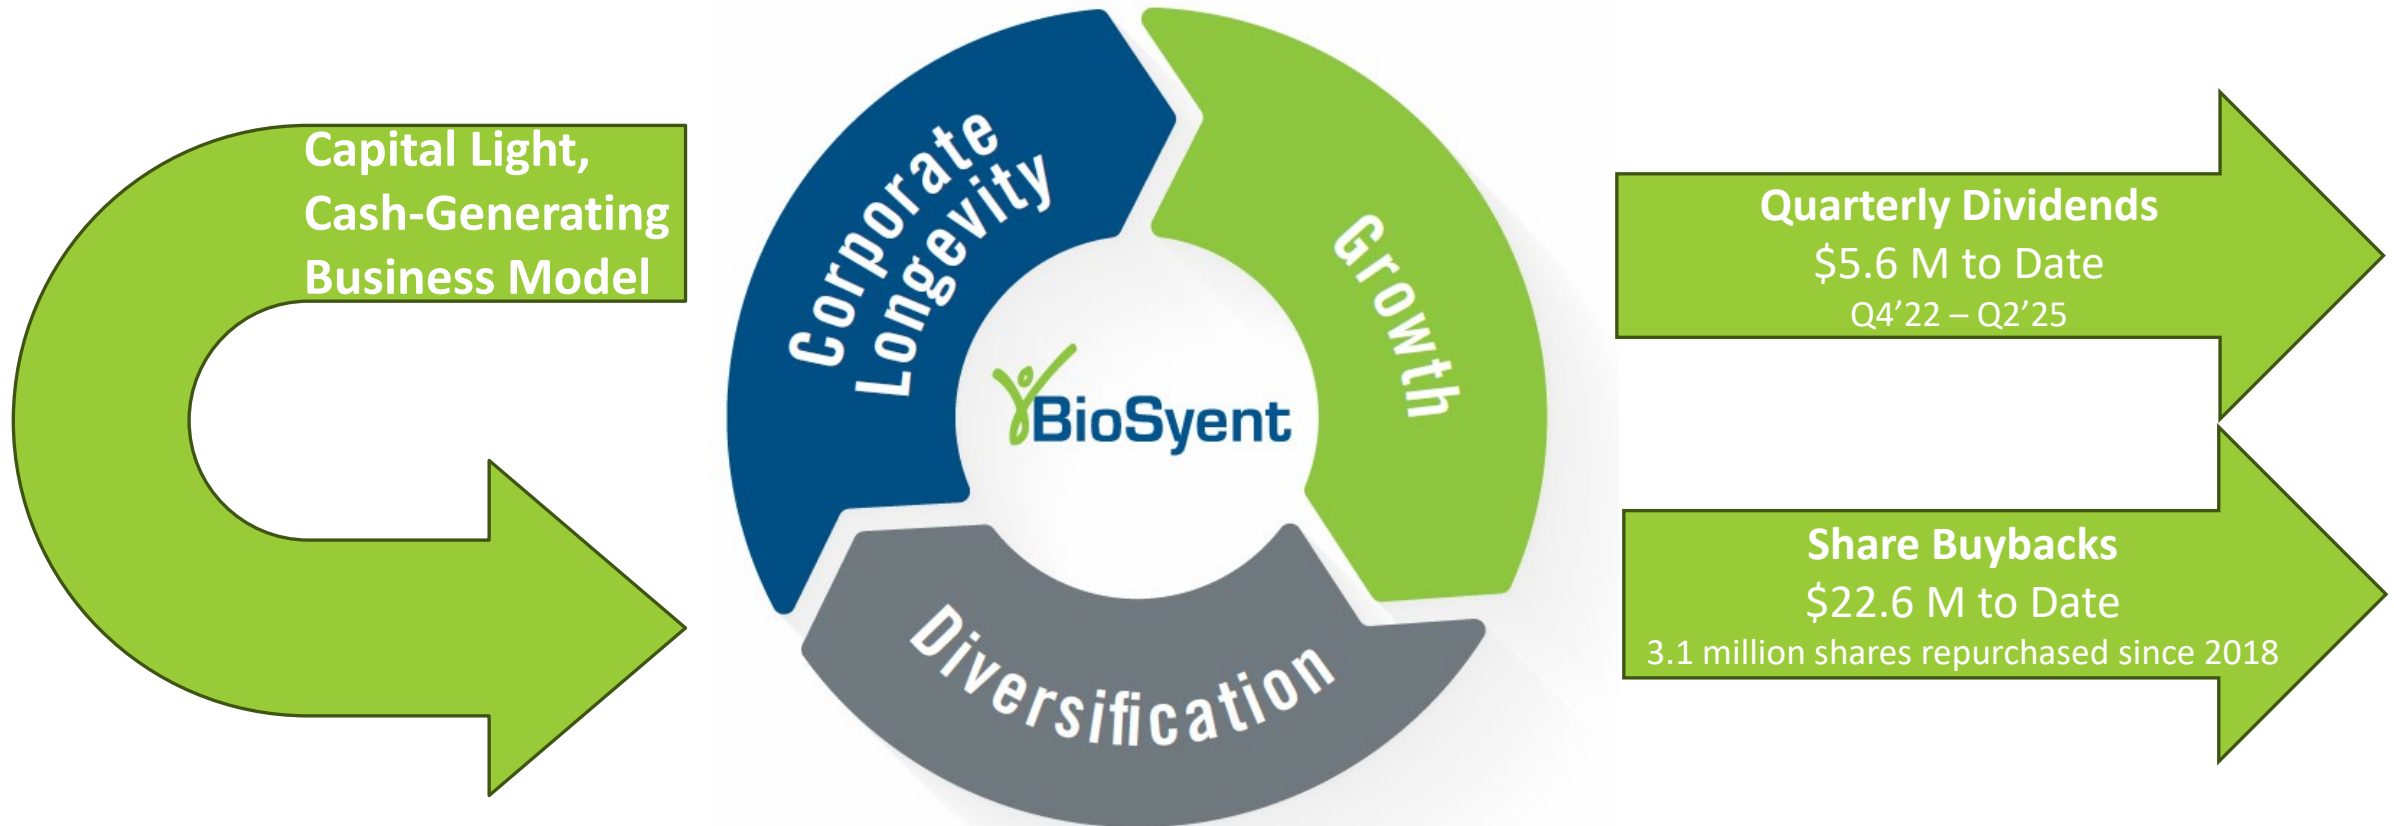 Capital Light,
Cash-Generating
Business Model
Corporate
Longevity
Growth
BioSyent
Diversification
Quarterly Dividends
$5.6 M to Date
Q4’22 – Q2’25
Share Buybacks
$22.6 M to Date
3.1 million shares repurchased since 2018